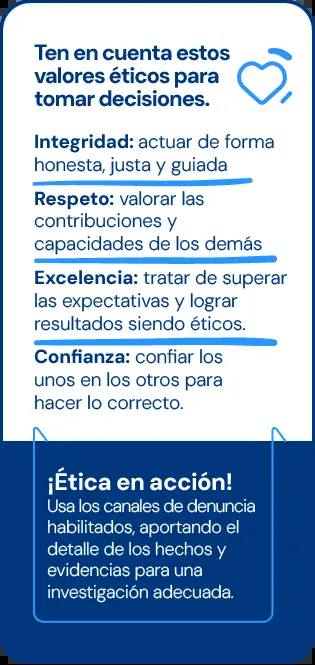 Ten en cuenta estos
valores éticos para
tomar decisiones.
Integridad: actuar de forma
honesta, justa y guiada
Respeto: valorar las
contribuciones y
capacidades de los demás
Excelencia: tratar de superar
las expectativas y lograr
resultados siendo éticos.
Confianza: confiar los
unos en los otros para
hacer lo correcto.
¡Ética en acción!
Usa los canales de denuncia
habilitados, aportando el
detalle de los hechos y
evidencias para una
investigación adecuada.